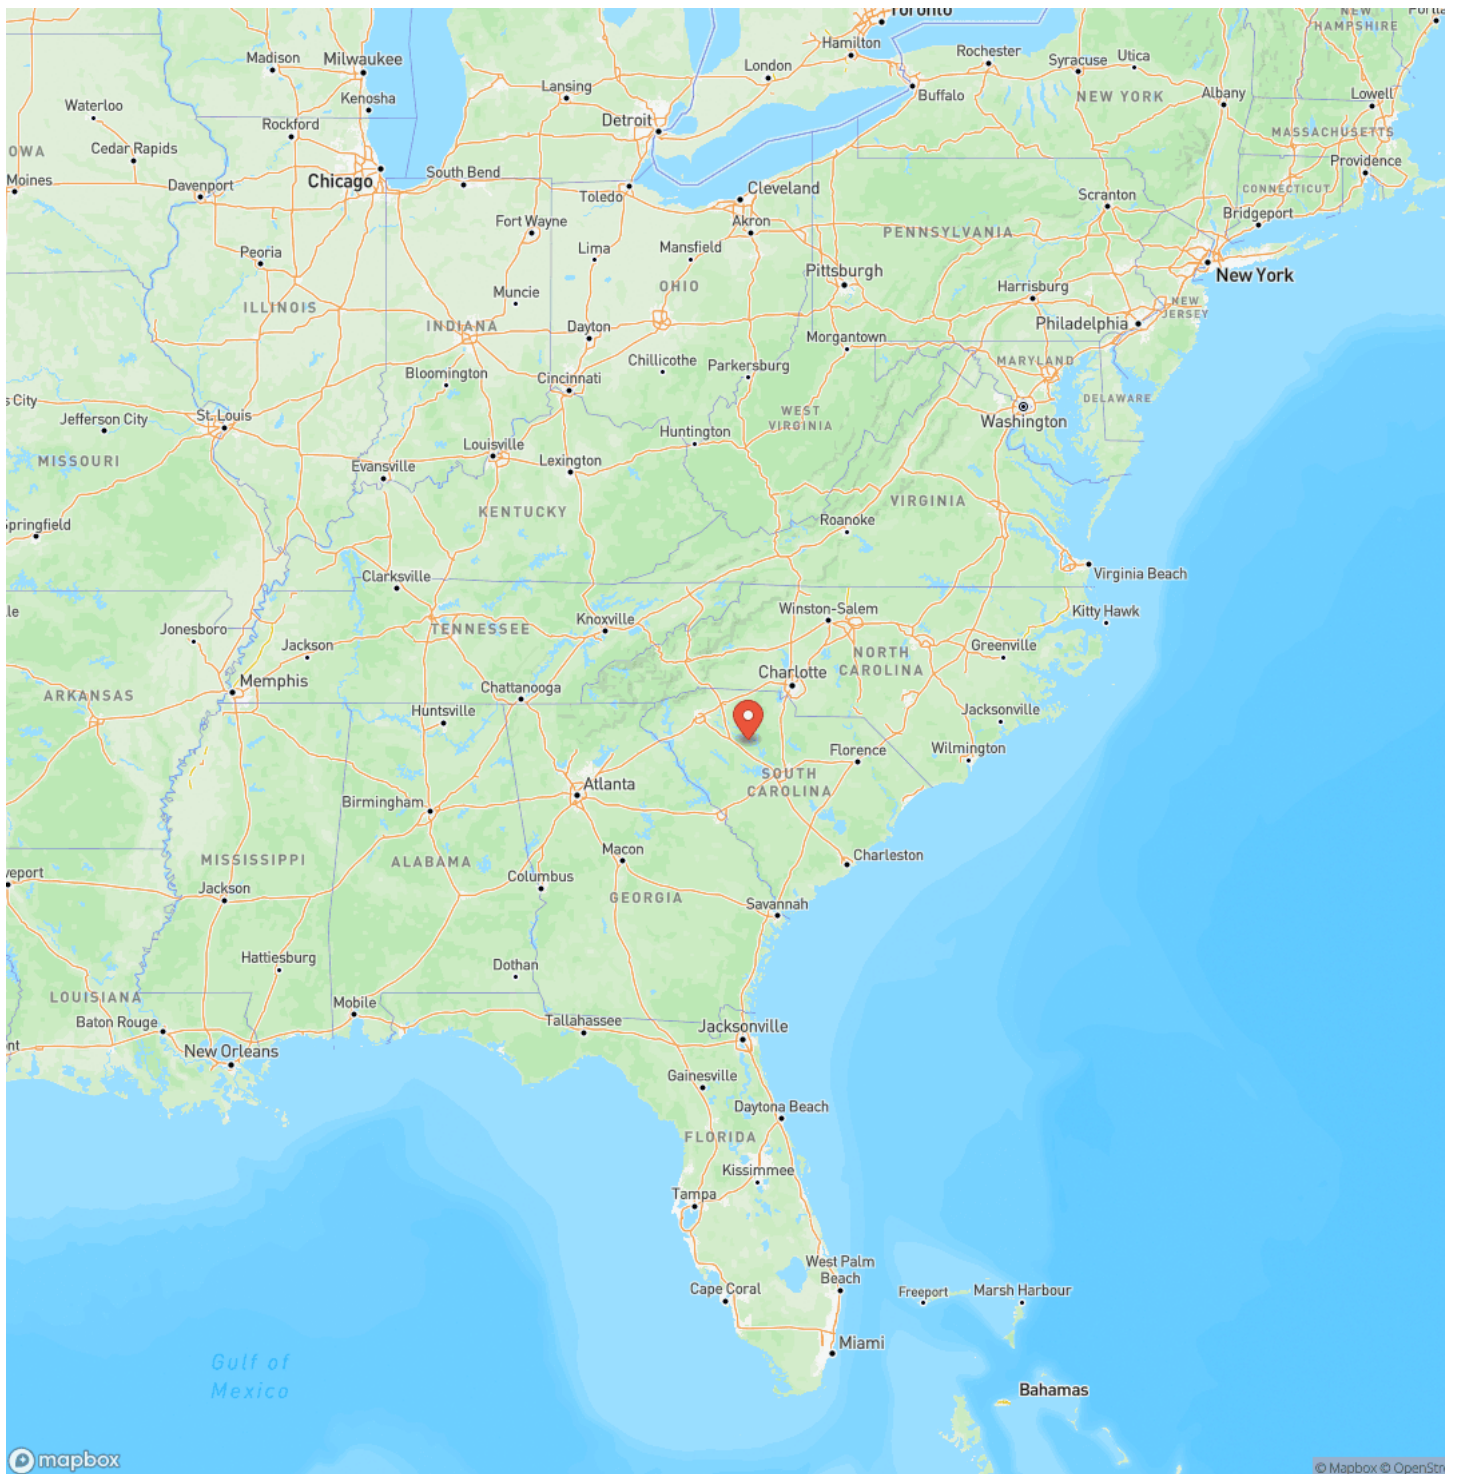 Toronto
NEW
HAMPSHIRE
Hamilton
Rochester
Syracuse
Utica
Madison
Milwaukee
London
Lansing
Buffalo
NEW YORK
Albany
Lowell
Kenosha
Waterloo
Detroit
Rockford
MASSACHUSETTS
Cedar Rapids
OWA
Providence
Moines
Davenport
Chicago
South Bend
Toledo
Cleveland
Scranton
CONNECTICUT
Bridgeport
Fort Wayne
Akron
PENNSYLVANIA
Peoria
Lima
Mansfield
Pittsburgh
New York
Muncie
OHIO
Harrisburg
NEW
JERSEY
ILLINOIS
INDIANA
Dayton
Philadelphia
Morgantown
Chillicothe
Parkersburg
MARYLAND
Bloomington
Cincinnati
DELAWARE
s City
Jefferson City
St. Louis
WEST
VIRGINIA
Washington
Huntington
Louisville
Lexington
MISSOURI
Evansville
VIRGINIA
KENTUCKY
Springfield
Roanoke
Clarksville
Virginia Beach
le
Winston-Salem
Kitty Hawk
Knoxville
Jonesboro
TENNESSEE
Jackson
NORTH
CAROLINA
Greenville
Charlotte
Memphis
Chattanooga
ARKANSAS
Huntsville
Jacksonville
Florence
Wilmington
SOUTH
CAROLINA
Atlanta
Birmingham
Macon
Charleston
MISSISSIPPI
ALABAMA
veport
Jackson
Columbus
GEORGIA
Savannah
Hattiesburg
Dothan
LOUISIANA
Mobile
Baton Rouge
Tallahassee
Jacksonville
nt
New Orleans
Gainesville
Daytona Beach
FLORIDA
Kissimmee
Tampa
West Palm
Beach
Cape Coral
Freeport
Marsh Harbour
Miami
Gulf of
Mexico
Bahamas
mapbox
© Mapbox © OpenStre